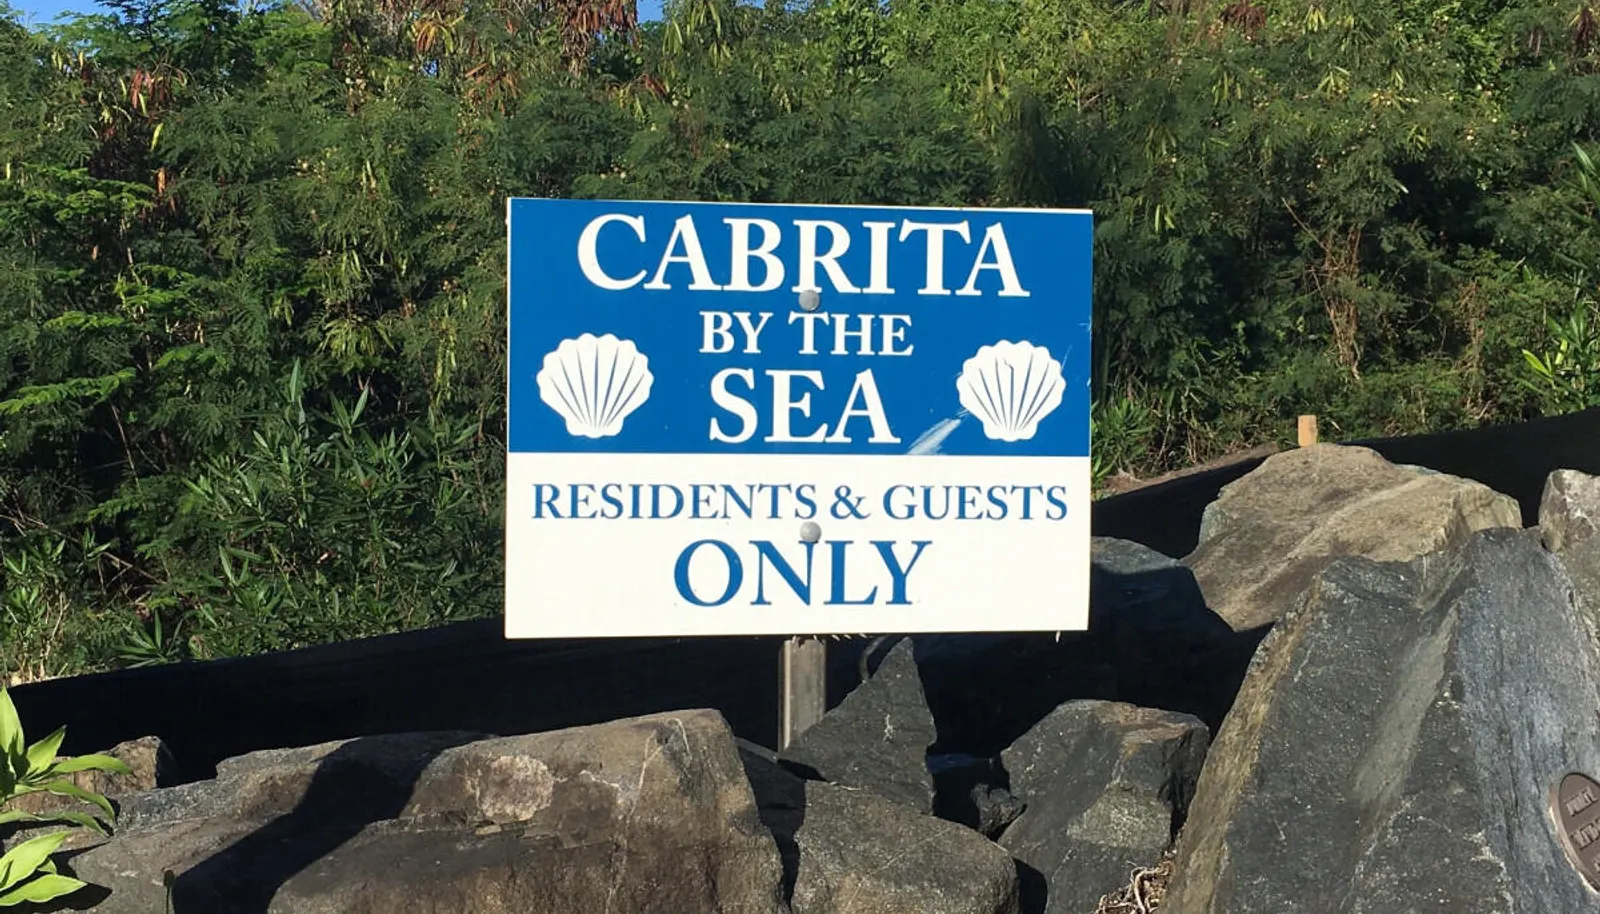 CABRITA
BY THE
SEA
RESIDENTS & GUESTS
ONLY